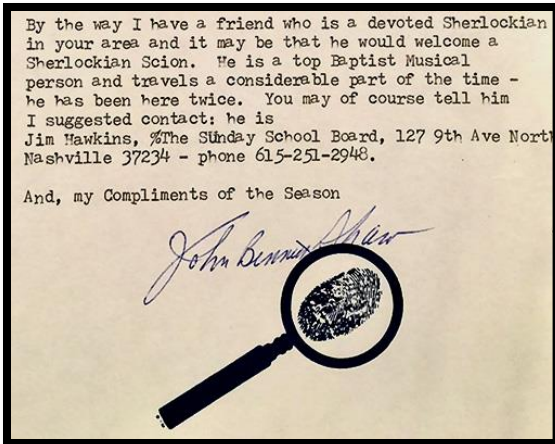 By the way I have a friend who is a devoted Sherlockian
in your area and it may be that he would welcome a
Sherlockian Scion.  He is a top Baptist Musical
person and travels a considerable part of the time -
he has been here twice.  You may of course tell him
I suggested contact: he is
Jim Hawkins, %The Sunday School Board, 127 9th Ave North
Nashville 37234 - phone 615-251-2948.
And, my Compliments of the Season
John Bennett Shaw